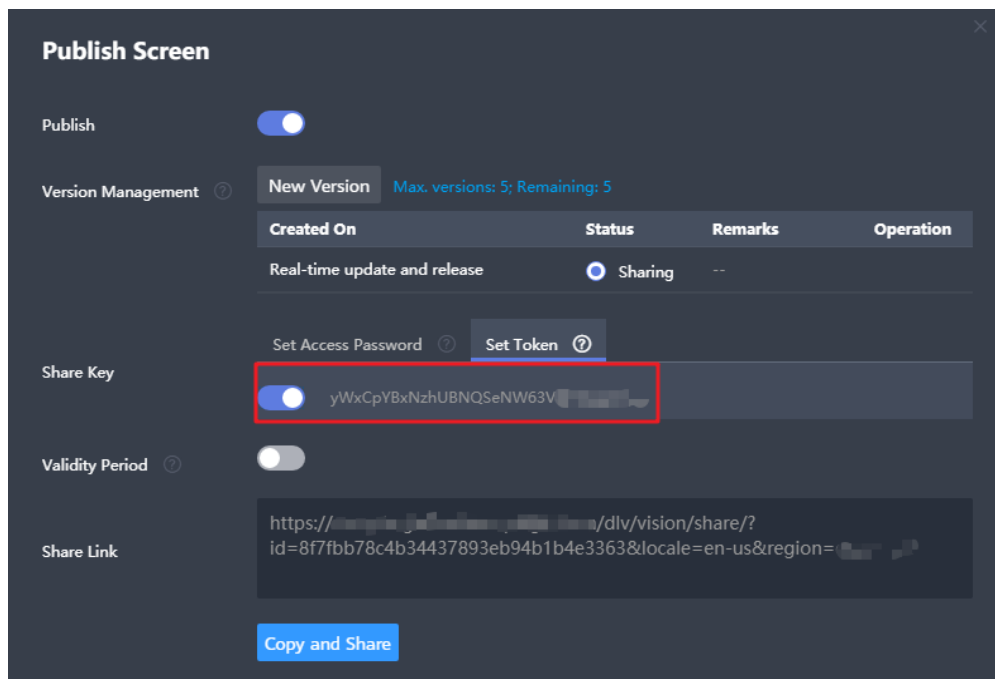 Publish Screen
Publish
Version Management ? New Version Max. versions: 5; Remaining: 5
Created On Status Remarks Operation
Real-time update and release Sharing --
Set Access Password ? Set Token ?
Share Key
yWxCpYBxNzhUBNQSeNW63V
Validity Period ?
https:// /dlv/vision/share/?
Share Link
id=8f7fbb78c4b34437893eb94b1b4e3363&locale=en-us&region=
Copy and Share